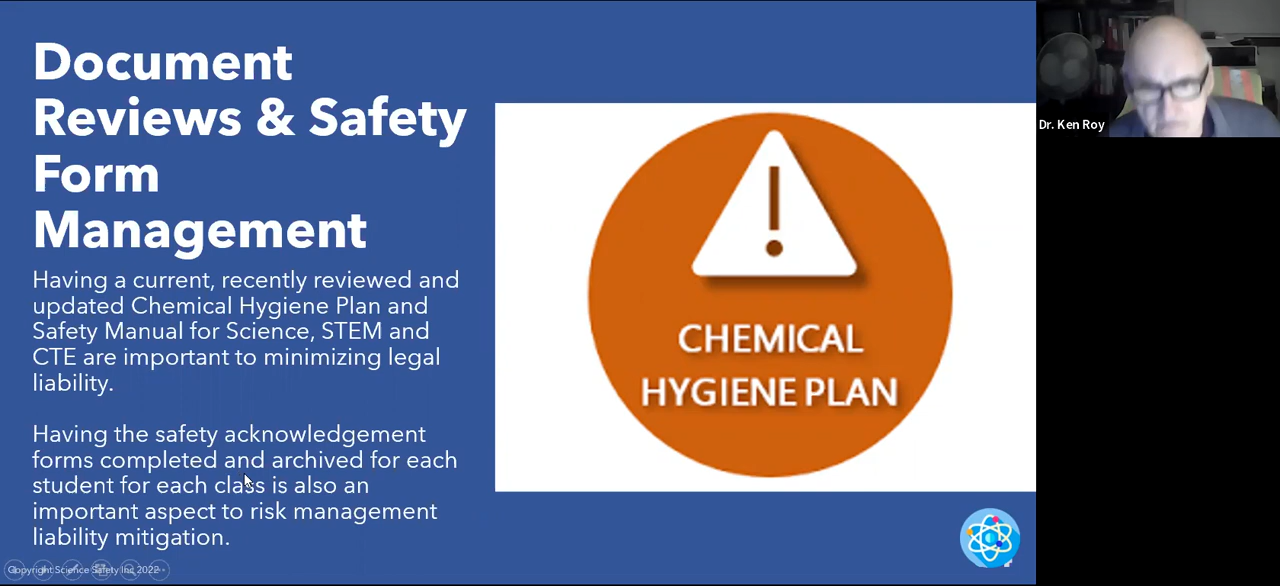 Document
Reviews & Safety
Form
Management
Having a current, recently reviewed and
updated Chemical Hygiene Plan and
Safety Manual for Science, STEM and
CTE are important to minimizing legal
liability.
Having the safety acknowledgement
forms completed and archived for each
student for each class is also an
important aspect to risk management
liability mitigation.
Copyright Science Safety Inc 2022
!
CHEMICAL
HYGIENE PLAN
Dr. Ken Roy